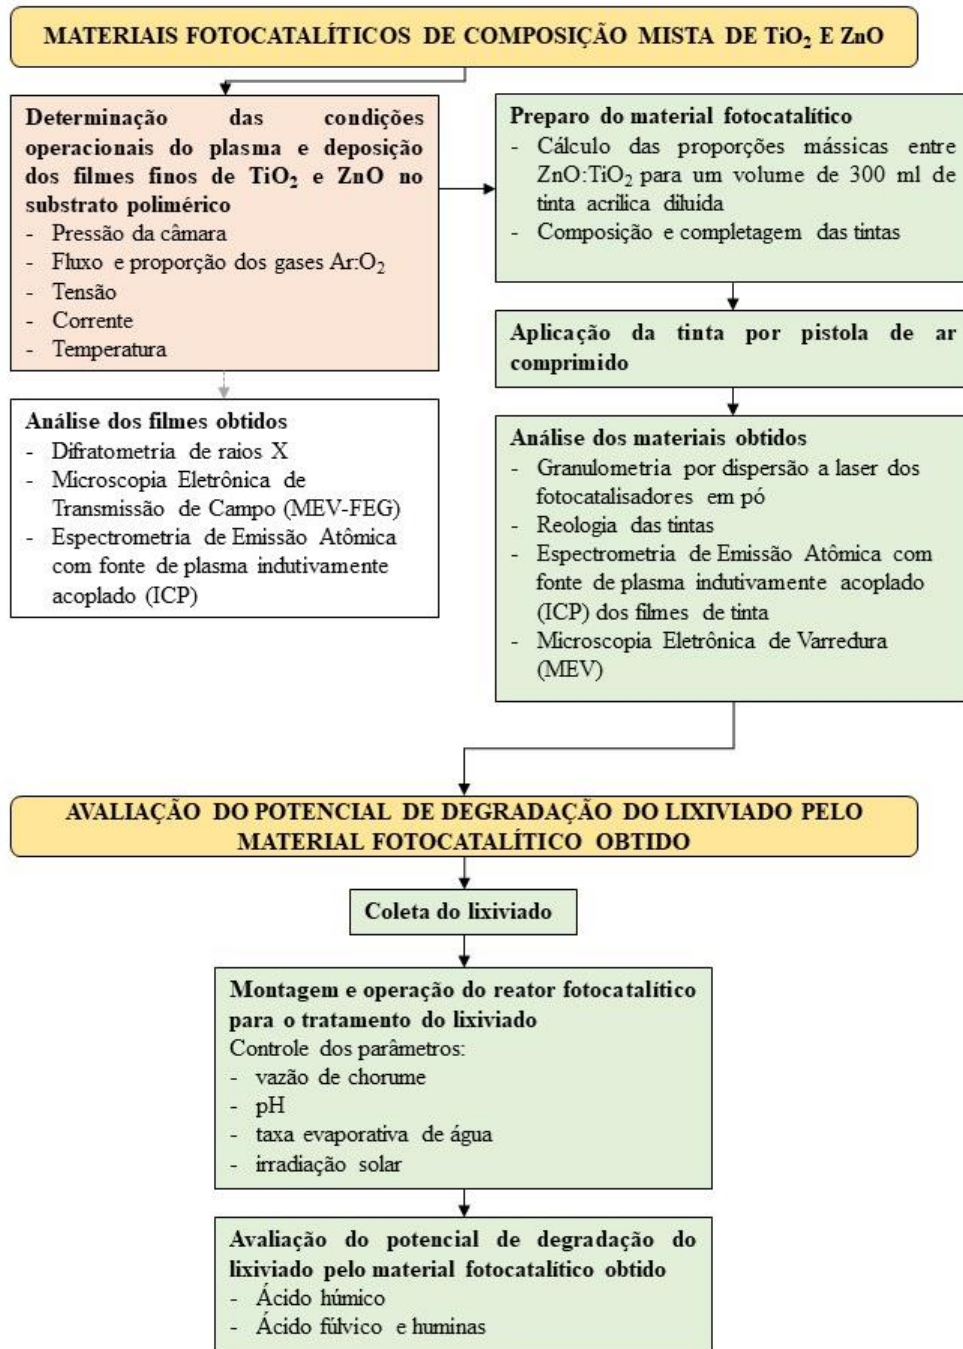 MATERIAIS FOTOCATALÍTICOS DE COMPOSIÇÃO MISTA DE TiO₂ E ZnO
Determinação das condições
operacionais do plasma e deposição
dos filmes finos de TiO₂ e ZnO no
substrato polimérico
- Pressão da câmara
- Fluxo e proporção dos gases Ar:O₂
- Tensão
- Corrente
- Temperatura
Análise dos filmes obtidos
- Difratometria de raios X
- Microscopia Eletrônica de
Transmissão de Campo (MEV-FEG)
- Espectrometria de Emissão Atômica
com fonte de plasma indutivamente
acoplado (ICP)
Preparo do material fotocatalítico
- Cálculo das proporções mássicas entre
ZnO:TiO₂ para um volume de 300 ml de
tinta acrílica diluida
- Composição e completagem das tintas
Aplicação da tinta por pistola de ar
comprimido
Análise dos materiais obtidos
- Granulometria por dispersão a laser dos
fotocatalisadores em pó
- Reologia das tintas
- Espectrometria de Emissão Atômica com
fonte de plasma indutivamente acoplado
(ICP) dos filmes de tinta
- Microscopia Eletrônica de Varredura
(MEV)
AVALIAÇÃO DO POTENCIAL DE DEGRADAÇÃO DO LIXIVIADO PELO
MATERIAL FOTOCATALÍTICO OBTIDO
Coleta do lixiviado
Montagem e operação do reator fotocatalítico
para o tratamento do lixiviado
Controle dos parâmetros:
- vazão de chorume
- pH
- taxa evaporativa de água
- irradiação solar
Avaliação do potencial de degradação do
lixiviado pelo material fotocatalítico obtido
- Ácido húmico
- Ácido fúlvico e huminas